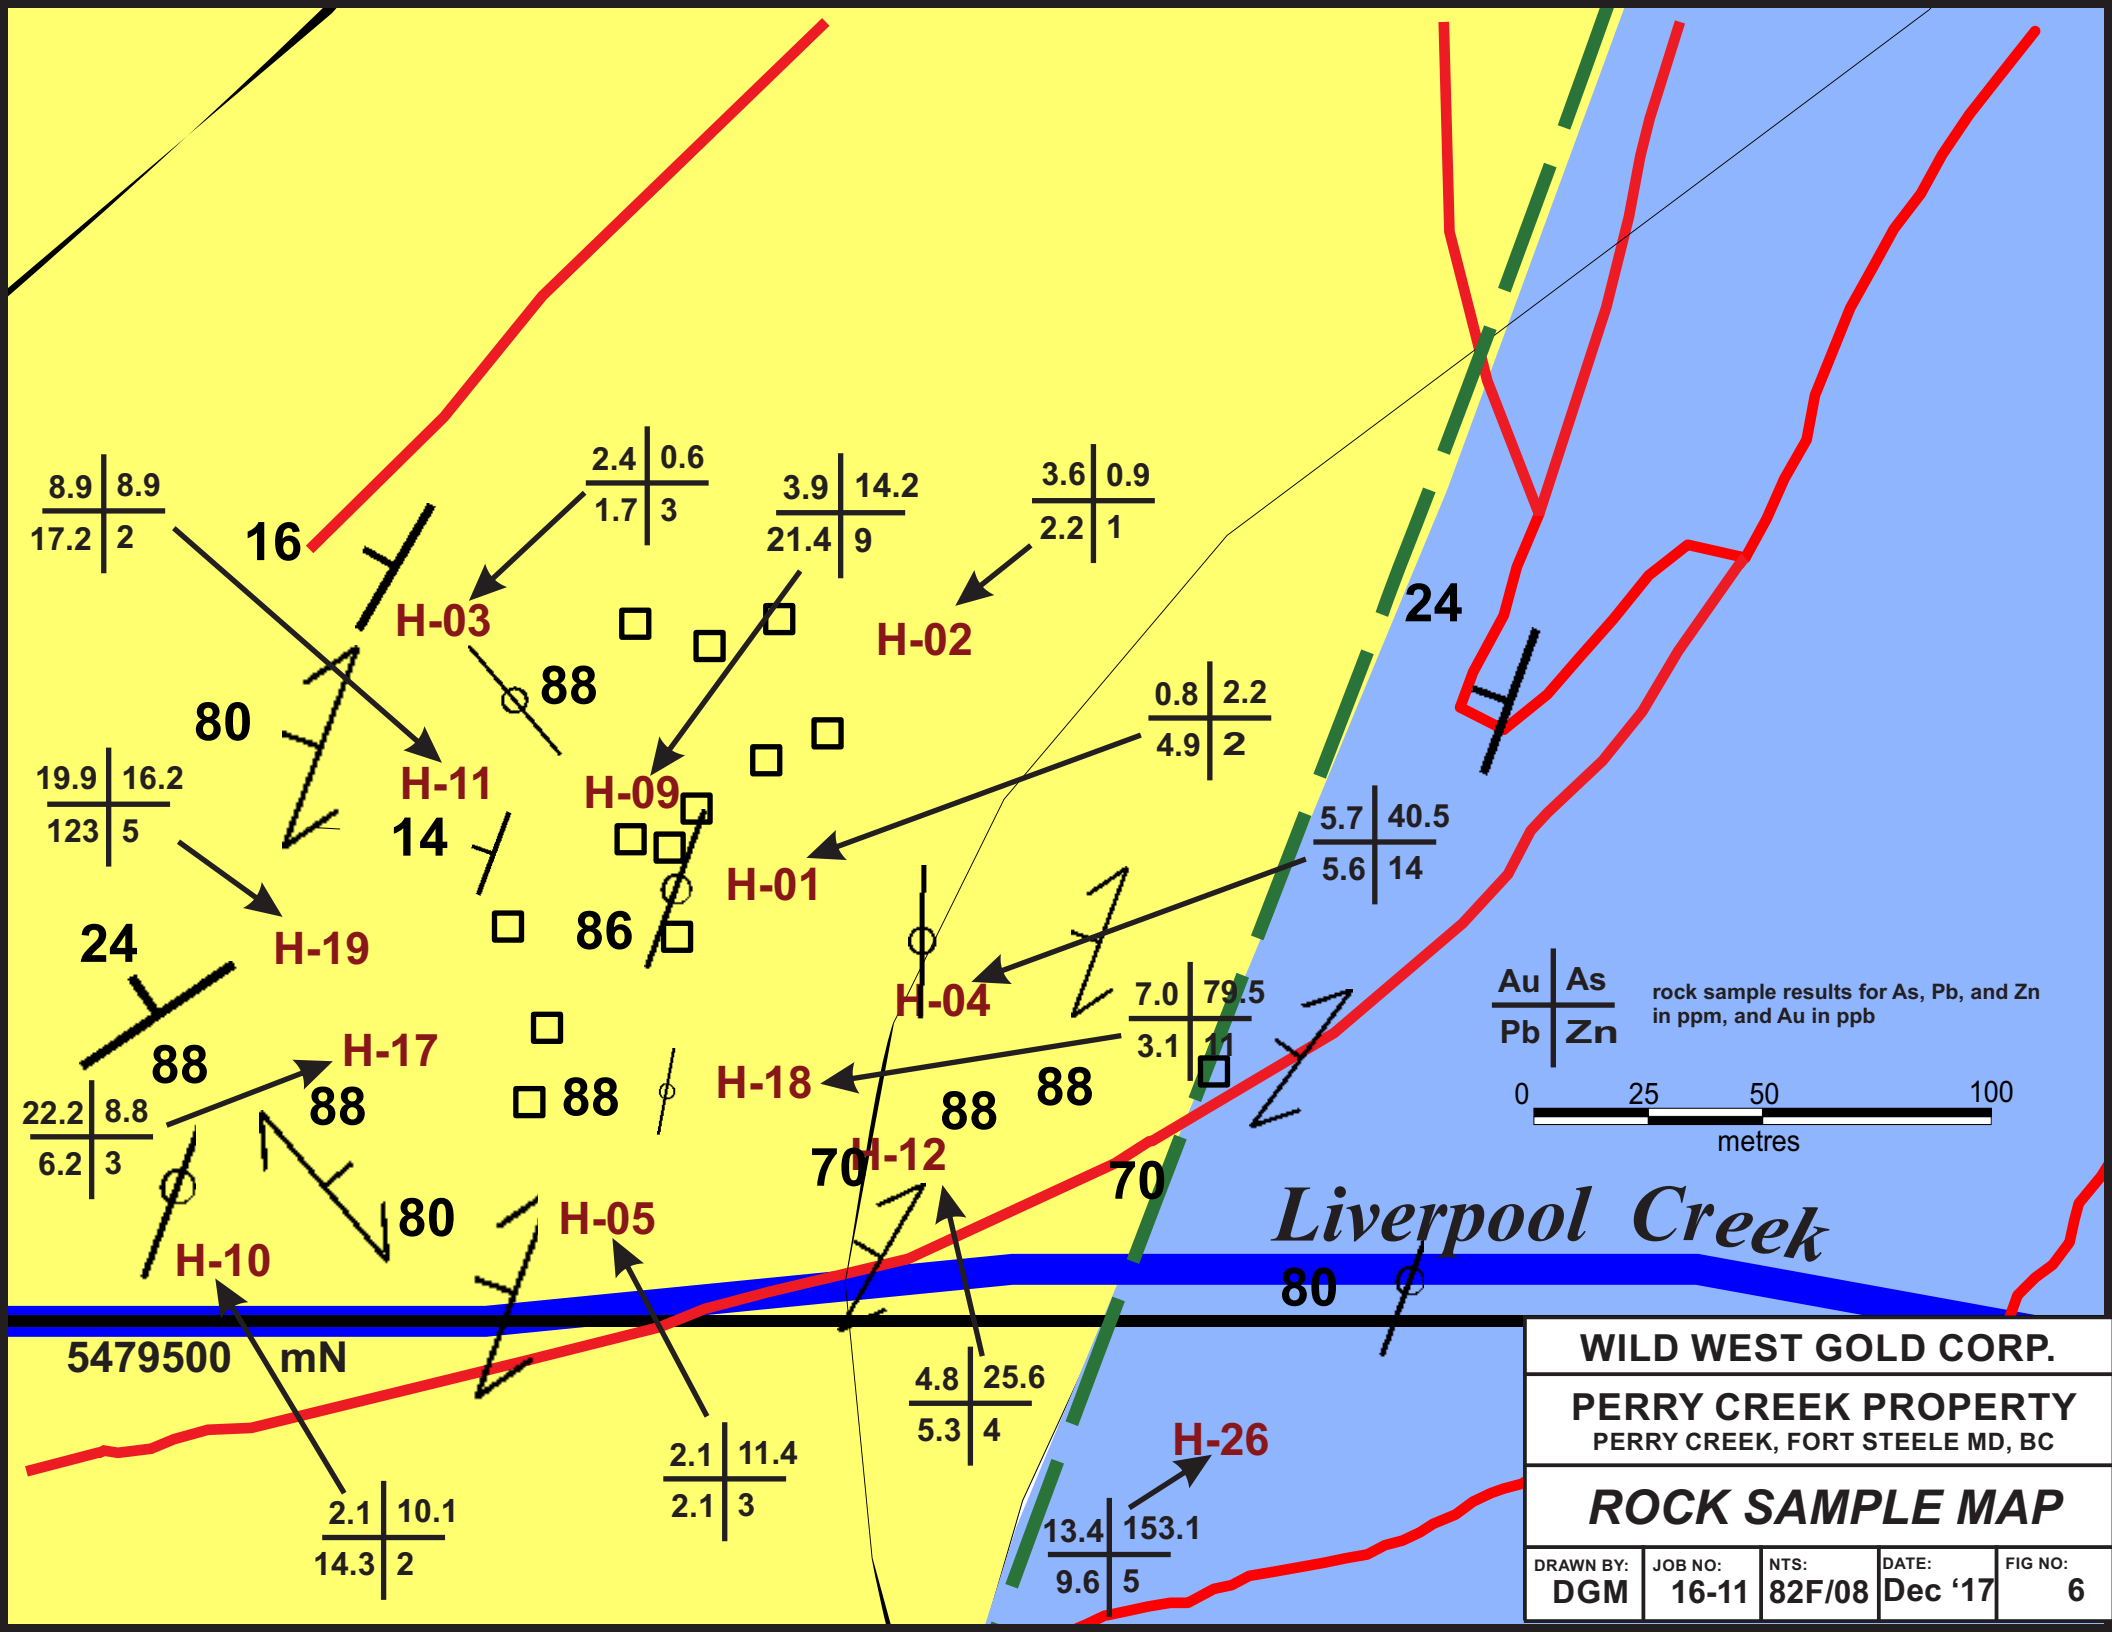 2.4 0.6
1.7 3
3.6 0.9
2.2 1
8.9 8.9
17.2 2
3.9 14.2
21.4 9
16
24
H-03
H-02
88
80
0.8 2.2
4.9 2
H-11
H-09
19.9 16.2
123 5
14
5.7 40.5
5.6 14
H-01
86
24
H-19
H-04
7.0 79.5
3.1 11
Au As
Pb Zn
rock sample results for As, Pb, and Zn
in ppm, and Au in ppb
H-17
88
88
88
H-18
88
88
0 25 50 100
metres
22.2 8.8
6.2 3
70
H-12
70
80
H-05
Liverpool Creek
H-10
80
5479500 mN
4.8 25.6
5.3 4
2.1 11.4
2.1 3
H-26
2.1 10.1
14.3 2
13.4 153.1
9.6 5
WILD WEST GOLD CORP.
PERRY CREEK PROPERTY
PERRY CREEK, FORT STEELE MD, BC
ROCK SAMPLE MAP
DRAWN BY: JOB NO: NTS: DATE: FIG NO:
DGM 16-11 82F/08 Dec ‘17 6